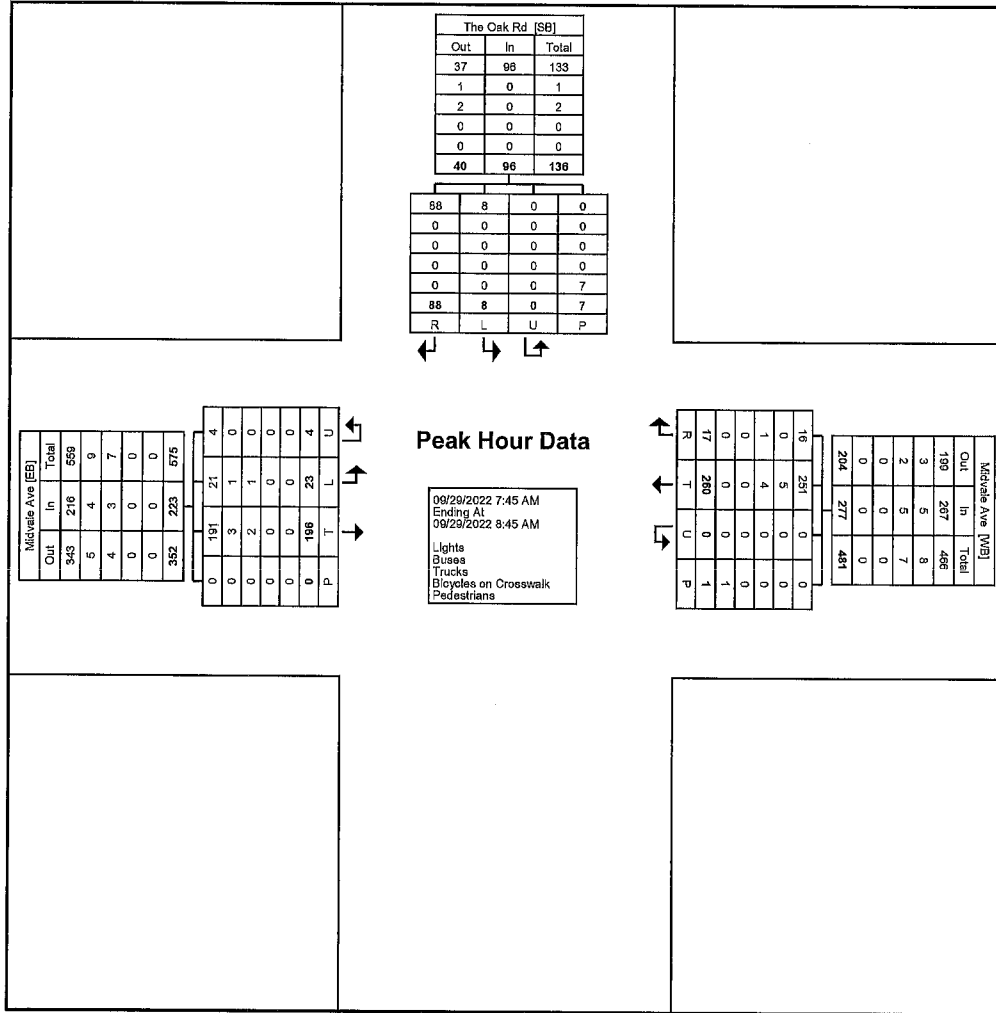 The Oak Rd [SB]
Out In Total
37 96 133
1 0 1
2 0 2
0 0 0
0 0 0
40 96 136
88 8 0 0
0 0 0 0
0 0 0 0
0 0 0 0
0 0 0 7
88 8 0 7
R L U P
Midvale Ave [EB]
Out In Total
343 216 559
5 4 9
4 3 7
0 0 0
0 0 0
352 223 575
0 191 21 4
0 3 1 0
0 2 1 0
0 0 0 0
0 0 0 0
0 196 23 4
P T L U
Peak Hour Data
09/29/2022 7:45 AM
Ending At
09/29/2022 8:45 AM
Lights
Buses
Trucks
Bicycles on Crosswalk
Pedestrians
Midvale Ave [WB]
Out In Total
199 267 466
3 5 8
2 5 7
0 0 0
0 0 0
204 277 481
16 251 0 0
0 5 0 0
1 4 0 0
0 0 0 0
0 0 0 1
17 260 0 1
R T U P